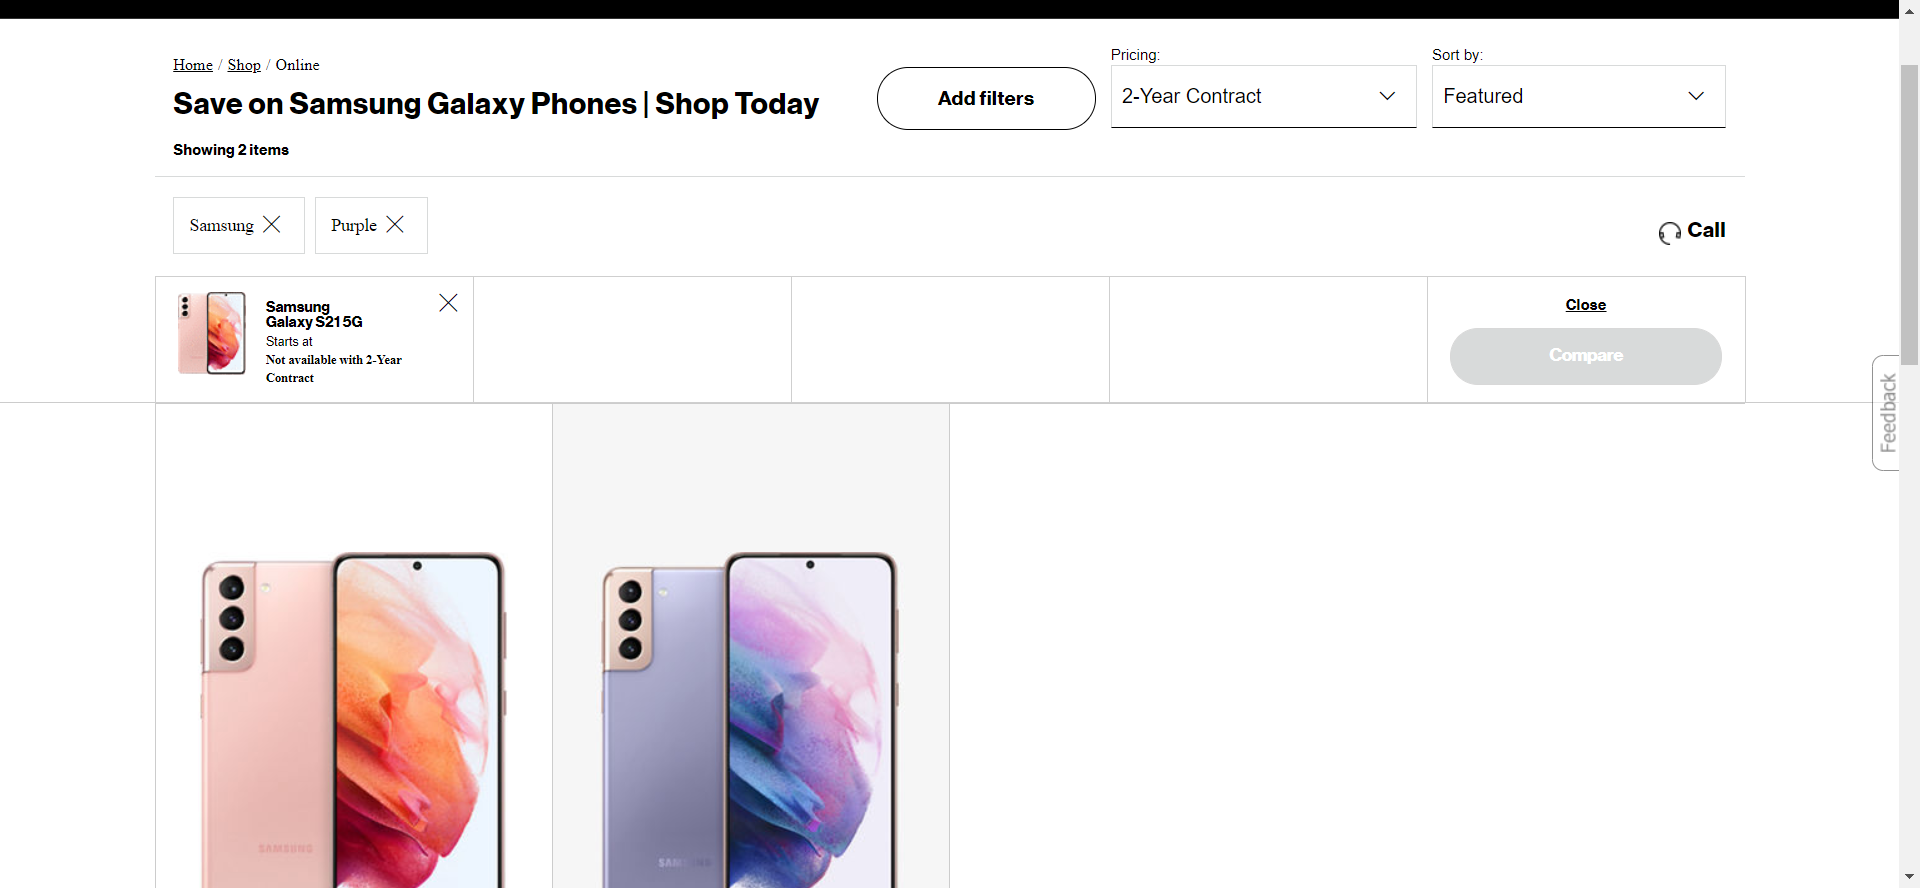 Home / Shop / Online
Save on Samsung Galaxy Phones | Shop Today
Showing 2 items
Add filters
Pricing:
2-Year Contract
Sort by:
Featured
Samsung
Purple
Call
Samsung
Galaxy S21 5G
Starts at
Not available with 2-Year
Contract
Close
Compare
Feedback
SAMSUNG
SAMSUNG